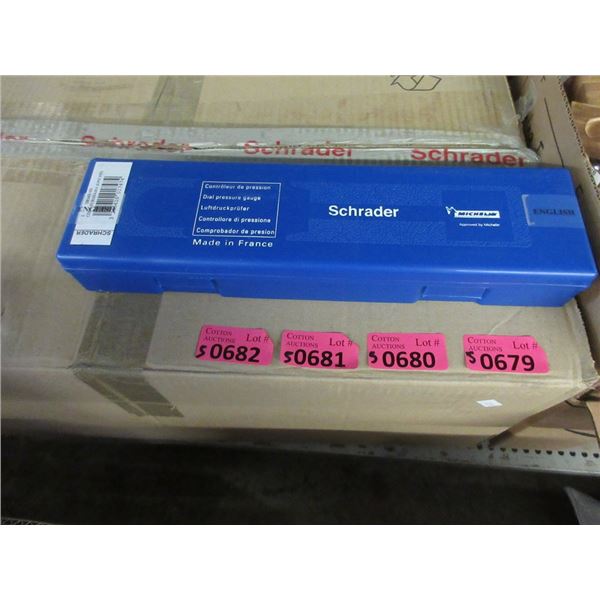 Schrader Schrader Schrader
Contrôleur de pression
Dial pressure gauge
Luftdruckprüfer
Controllore di pressione
Comprobador de presion
Made in France
Schrader
MICHELIN
Approved by Michelin
ENGLISH
SCHRADER
COTTON AUCTIONS Lot #
S 0682
COTTON AUCTIONS Lot #
S 0681
COTTON AUCTIONS Lot #
S 0680
COTTON AUCTIONS Lot #
S 0679